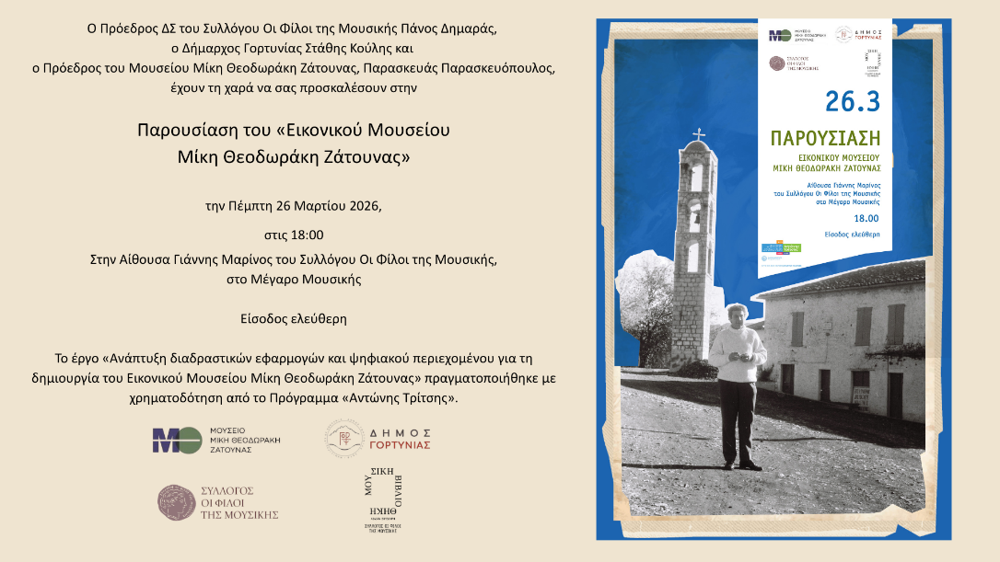 Ο Πρόεδρος ΔΣ του Συλλόγου Οι Φίλοι της Μουσικής Πάνος Δημαράς,
ο Δήμαρχος Γορτυνίας Στάθης Κούλης και
ο Πρόεδρος του Μουσείου Μίκη Θεοδωράκη Ζάτουνας, Παρασκευάς Παρασκευόπουλος,
έχουν τη χαρά να σας προσκαλέσουν στην
Παρουσίαση του «Εικονικού Μουσείου
Μίκη Θεοδωράκη Ζάτουνας»
την Πέμπτη 26 Μαρτίου 2026,
στις 18:00
Στην Αίθουσα Γιάννης Μαρίνος του Συλλόγου Οι Φίλοι της Μουσικής,
στο Μέγαρο Μουσικής
Είσοδος ελεύθερη
Το έργο «Ανάπτυξη διαδραστικών εφαρμογών και ψηφιακού περιεχομένου για τη
δημιουργία του Εικονικού Μουσείου Μίκη Θεοδωράκη Ζάτουνας» πραγματοποιήθηκε με
χρηματοδότηση από το Πρόγραμμα «Αντώνης Τρίτσης».
ΜΟΥΣΕΙΟ
ΜΙΚΗ ΘΕΟΔΩΡΑΚΗ
ΖΑΤΟΥΝΑΣ
ΔΗΜΟΣ
ΓΟΡΤΥΝΙΑΣ
ΣΥΛΛΟΓΟΣ
ΟΙ ΦΙΛΟΙ
ΤΗΣ ΜΟΥΣΙΚΗΣ
ΜΟΥΣΙΚΗ
ΒΙΒΛΙΟ
ΘΗΚΗ
ΣΥΛΛΟΓΟΣ ΟΙ ΦΙΛΟΙ
ΤΗΣ ΜΟΥΣΙΚΗΣ
ΜΟΥΣΕΙΟ
ΜΙΚΗ ΘΕΟΔΩΡΑΚΗ
ΖΑΤΟΥΝΑΣ
ΔΗΜΟΣ
ΓΟΡΤΥΝΙΑΣ
ΣΥΛΛΟΓΟΣ
ΟΙ ΦΙΛΟΙ
ΤΗΣ ΜΟΥΣΙΚΗΣ
26.3
ΠΑΡΟΥΣΙΑΣΗ
ΕΙΚΟΝΙΚΟΥ ΜΟΥΣΕΙΟΥ
ΜΙΚΗ ΘΕΟΔΩΡΑΚΗ ΖΑΤΟΥΝΑΣ
Αίθουσα Γιάννης Μαρίνος
του Συλλόγου Οι Φίλοι της Μουσικής
στο Μέγαρο Μουσικής
18.00
Είσοδος ελεύθερη